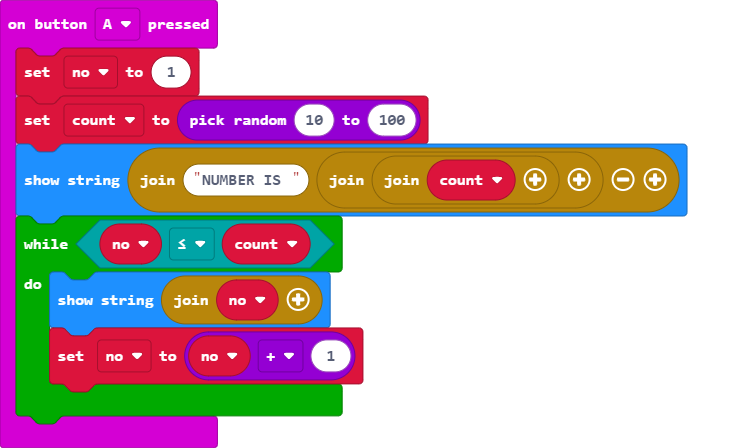 on button A pressed
set no to 1
set count to pick random 10 to 100
show string join "NUMBER IS " join join count
while no ≤ count
do
show string join no
set no to no + 1